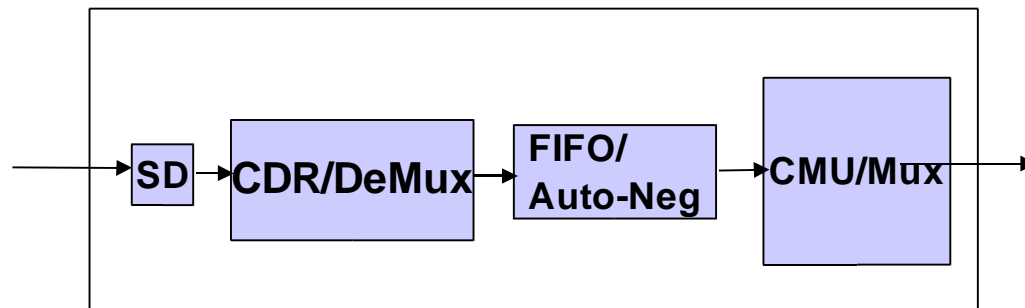 SD
CDR/DeMux
FIFO/
Auto-Neg
CMU/Mux